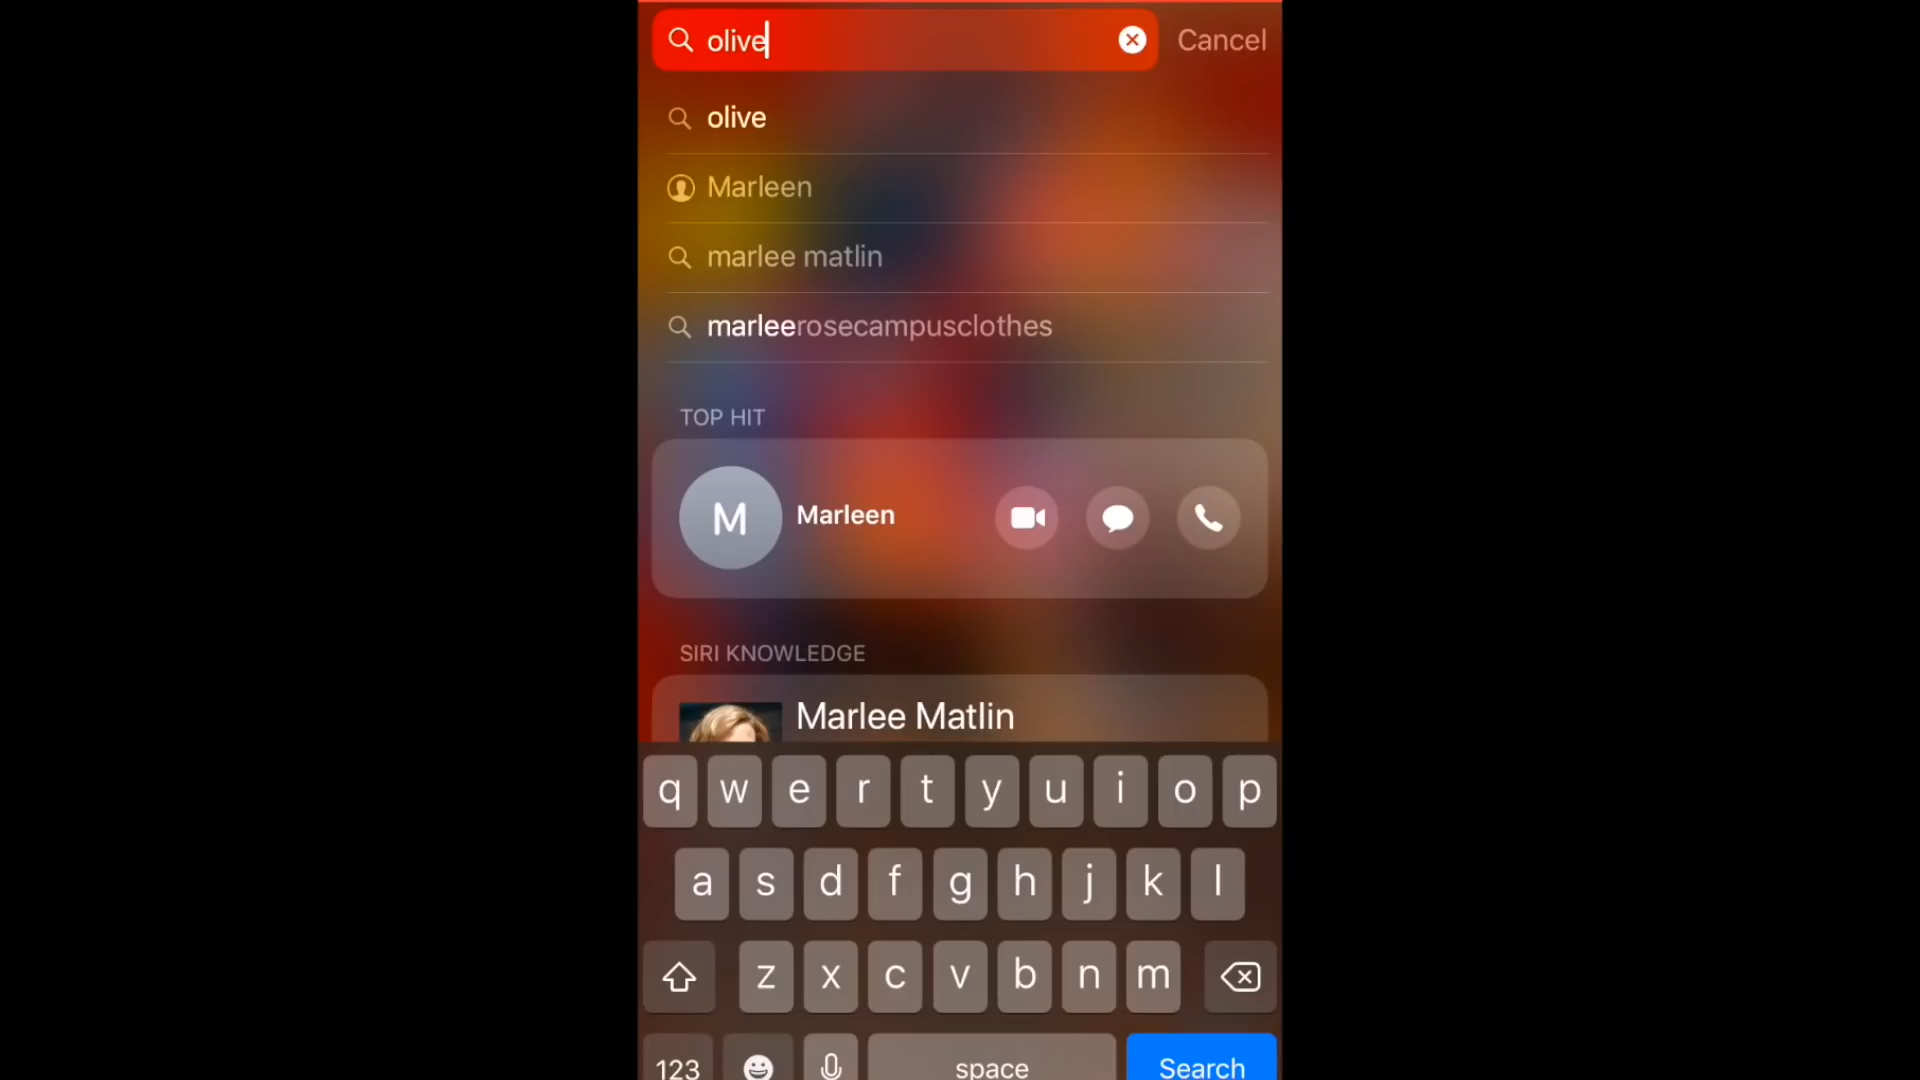 olive Cancel
olive
Marleen
marlee matlin
marleerosecampusclothes
TOP HIT
M Marleen
SIRI KNOWLEDGE
Marlee Matlin
q w e r t y u i o p
a s d f g h j k l
z x c v b n m
123 space Search